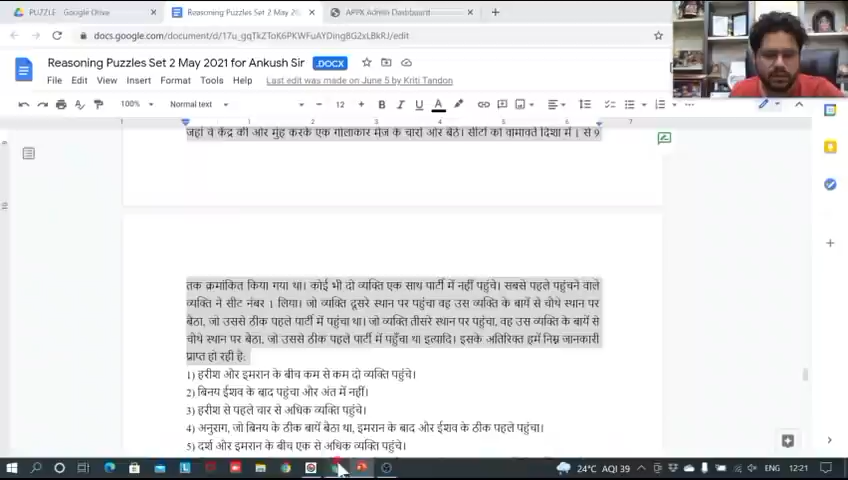 PUZZLE - Google Drive
Reasoning Puzzles Set 2 May 202
APPX Admin Dashboard
docs.google.com/document/d/17u_gqTkZToK6PKWFuAYDing8G2xLBkRJ/edit
Reasoning Puzzles Set 2 May 2021 for Ankush Sir .DOCX
File Edit View Insert Format Tools Help Last edit was made on June 5 by Kriti Tandon
100% Normal text 12 B I U A
जहां वे केंद्र की ओर मुंह करके एक गोलाकार मेज के चारों ओर बैठे। सीटों को वामावर्त दिशा में 1 से 9
तक क्रमांकित किया गया था। कोई भी दो व्यक्ति एक साथ पार्टी में नहीं पहुंचे। सबसे पहले पहुंचने वाले
व्यक्ति ने सीट नंबर 1 लिया। जो व्यक्ति दूसरे स्थान पर पहुंचा वह उस व्यक्ति के बायें से चौथे स्थान पर
बैठा, जो उससे ठीक पहले पार्टी में पहुंचा था। जो व्यक्ति तीसरे स्थान पर पहुंचा, वह उस व्यक्ति के बायें से
चौथे स्थान पर बैठा, जो उससे ठीक पहले पार्टी में पहुँचा था इत्यादि। इसके अतिरिक्त हमें निम्न जानकारी
प्राप्त हो रही है:
1) हरीश और इमरान के बीच कम से कम दो व्यक्ति पहुंचे।
2) बिनय ईशव के बाद पहुंचा और अंत में नहीं।
3) हरीश से पहले चार से अधिक व्यक्ति पहुंचे।
4) अनुराग, जो बिनय के ठीक बायें बैठा था, इमरान के बाद और ईशव के ठीक पहले पहुंचा।
5) दर्श और इमरान के बीच एक से अधिक व्यक्ति पहुंचे।
24°C AQI 39 ENG 12:21